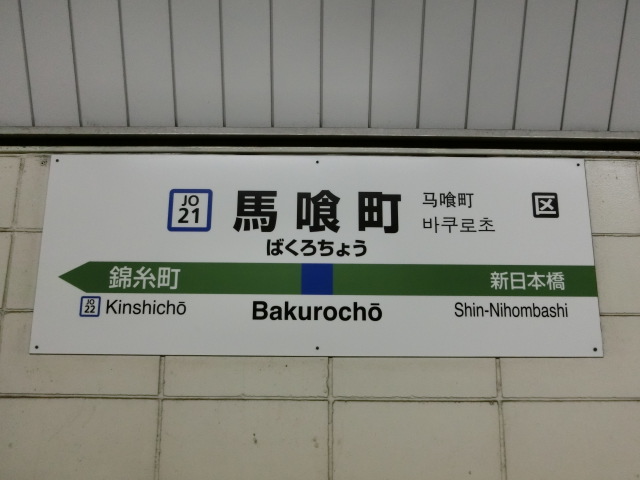 JO
21
馬喰町
马喰町
바쿠로초
区
ばくろちょう
錦糸町
新日本橋
JO
22
Kinshichō
Bakurochō
Shin-Nihombashi